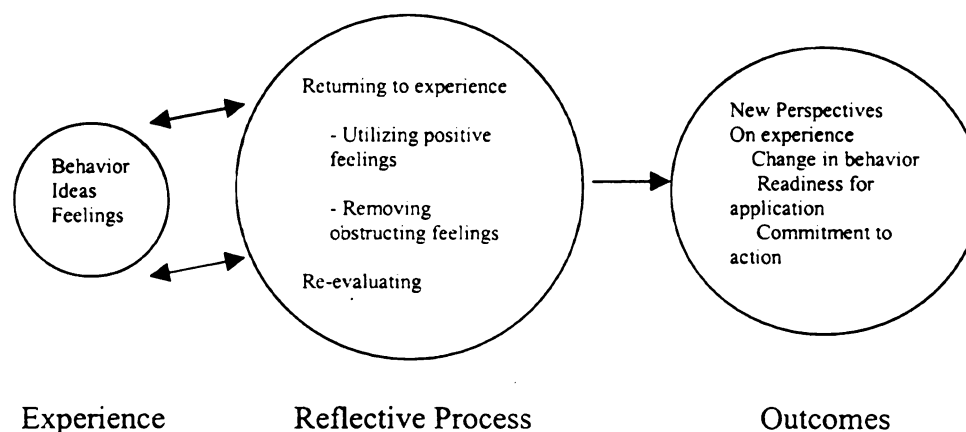 Behavior
Ideas
Feelings
Returning to experience
- Utilizing positive
feelings
- Removing
obstructing feelings
Re-evaluating
New Perspectives
On experience
Change in behavior
Readiness for
application
Commitment to
action
Experience
Reflective Process
Outcomes